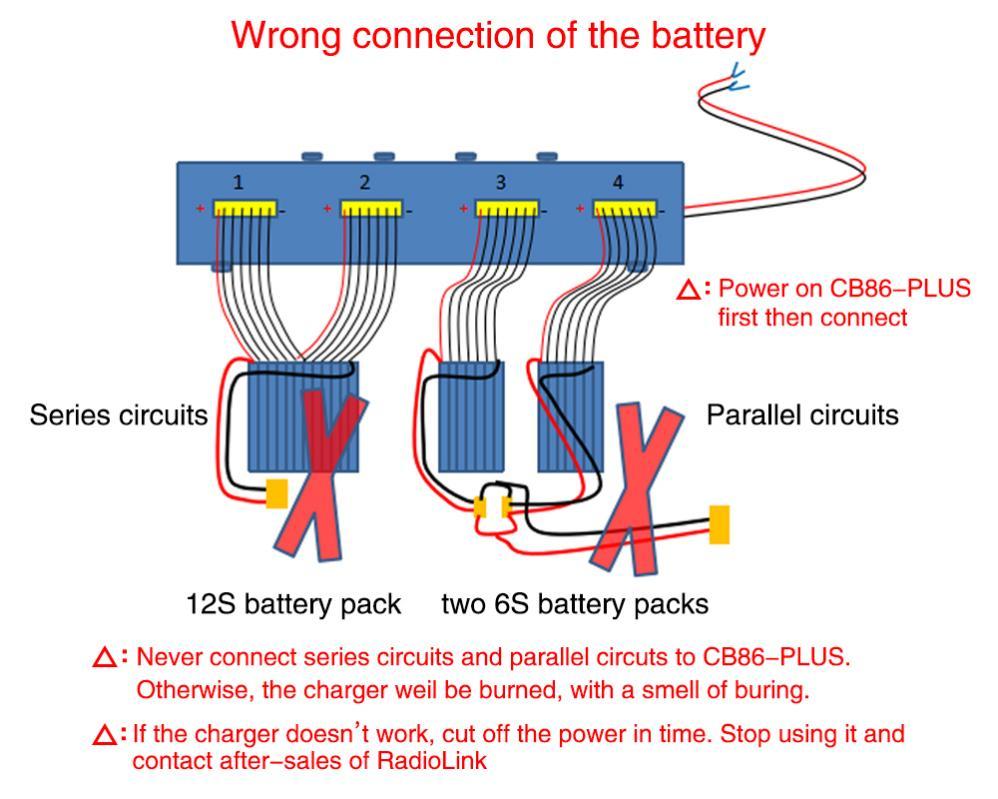 Wrong connection of the battery
1 2 3 4
+ - + - + - + -
△: Power on CB86-PLUS
first then connect
Series circuits
Parallel circuits
12S battery pack two 6S battery packs
△: Never connect series circuits and parallel circuts to CB86-PLUS.
Otherwise, the charger weil be burned, with a smell of buring.
△: If the charger doesn't work, cut off the power in time. Stop using it and
contact after-sales of RadioLink